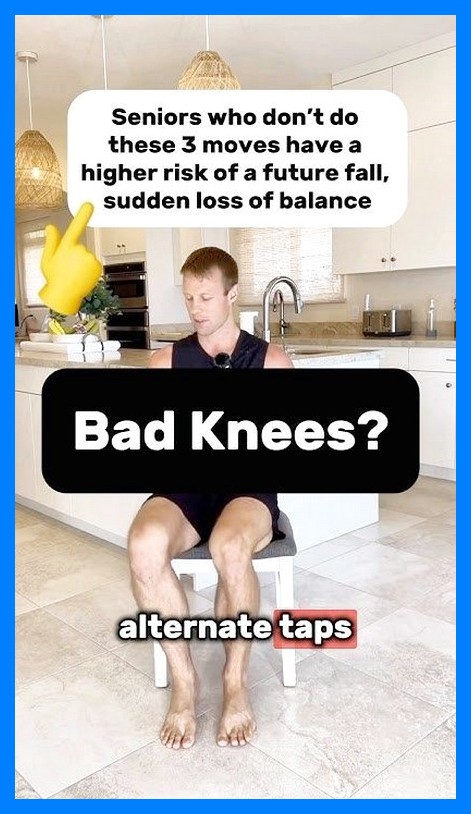 Seniors who don't do
these 3 moves have a
higher risk of a future fall,
sudden loss of balance
Bad Knees?
alternate taps